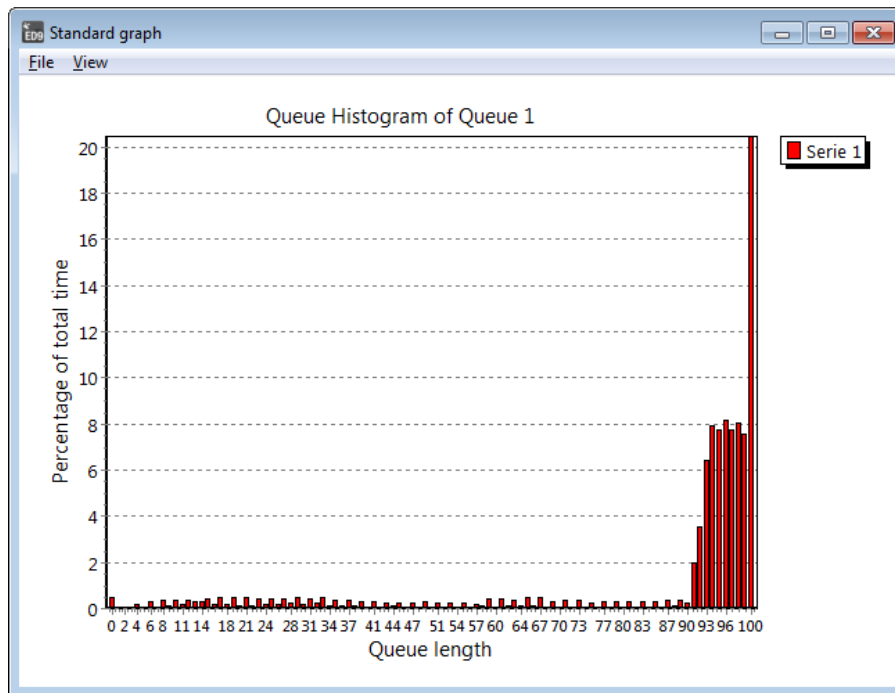 ED9 Standard graph
File View
Queue Histogram of Queue 1
Serie 1
20
18
16
14
12
10
8
6
4
2
0
Percentage of total time
0 2 4 6 8 11 14 18 21 24 28 31 34 37 41 44 47 51 54 57 60 64 67 70 73 77 80 83 87 90 93 96 100
Queue length